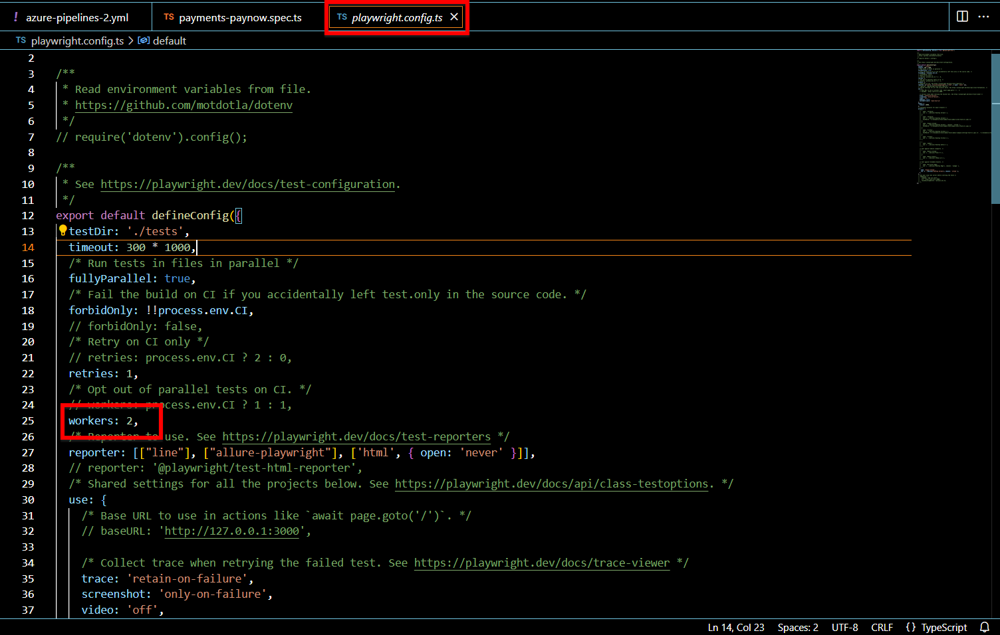 ! azure-pipelines-2.yml
TS payments-paynow.spec.ts
TS playwright.config.ts
TS playwright.config.ts > default
2
3 /**
4 * Read environment variables from file.
5 * https://github.com/motdotla/dotenv
6 */
7 // require('dotenv').config();
8
9 /**
10 * See https://playwright.dev/docs/test-configuration.
11 */
12 export default defineConfig({
13 testDir: './tests',
14 timeout: 300 * 1000,
15 /* Run tests in files in parallel */
16 fullyParallel: true,
17 /* Fail the build on CI if you accidentally left test.only in the source code. */
18 forbidOnly: !!process.env.CI,
19 // forbidOnly: false,
20 /* Retry on CI only */
21 // retries: process.env.CI ? 2 : 0,
22 retries: 1,
23 /* Opt out of parallel tests on CI. */
24 // workers: process.env.CI ? 1 : 1,
25 workers: 2,
26 /* Reporter to use. See https://playwright.dev/docs/test-reporters */
27 reporter: [["line"], ["allure-playwright"], ['html', { open: 'never' }]],
28 // reporter: '@playwright/test-html-reporter',
29 /* Shared settings for all the projects below. See https://playwright.dev/docs/api/class-testoptions. */
30 use: {
31 /* Base URL to use in actions like `await page.goto('/')`. */
32 // baseURL: 'http://127.0.0.1:3000',
33
34 /* Collect trace when retrying the failed test. See https://playwright.dev/docs/trace-viewer */
35 trace: 'retain-on-failure',
36 screenshot: 'only-on-failure',
37 video: 'off',
Ln 14, Col 23 Spaces: 2 UTF-8 CRLF {} TypeScript